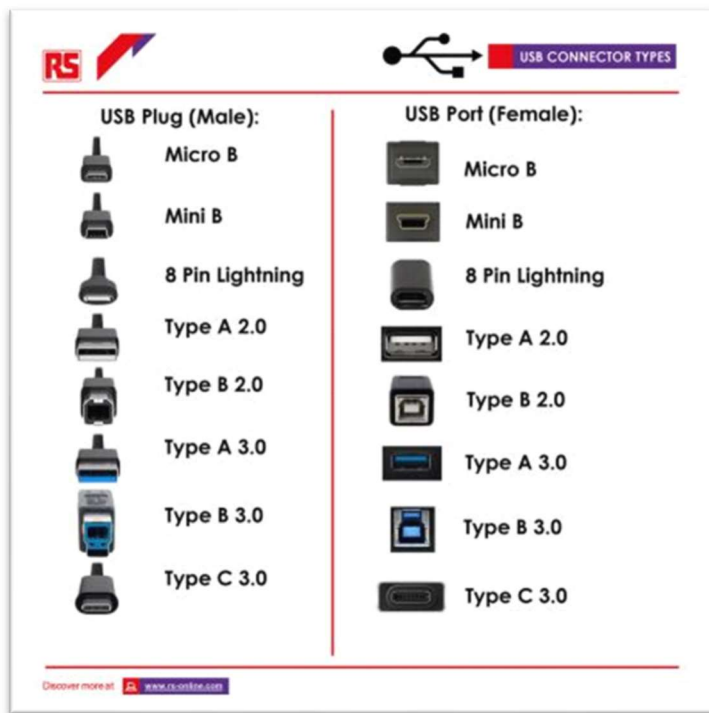 RS
USB CONNECTOR TYPES
USB Plug (Male):
Micro B
Mini B
8 Pin Lightning
Type A 2.0
Type B 2.0
Type A 3.0
Type B 3.0
Type C 3.0
USB Port (Female):
Micro B
Mini B
8 Pin Lightning
Type A 2.0
Type B 2.0
Type A 3.0
Type B 3.0
Type C 3.0
Discover more at www.rs-online.com